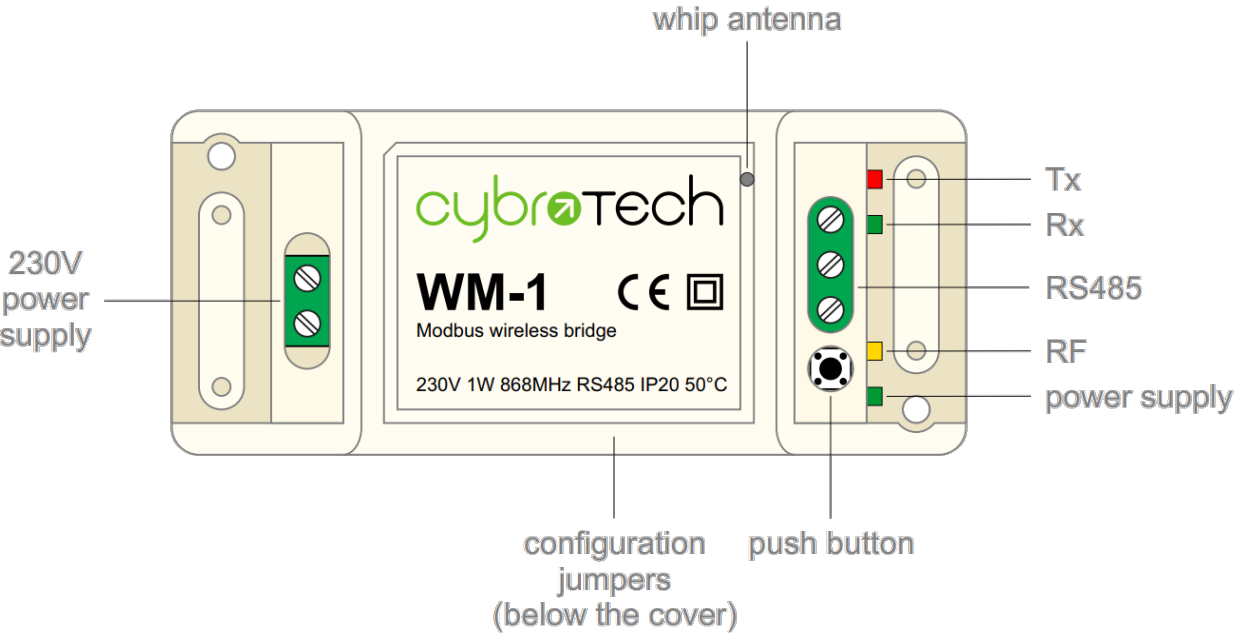 whip antenna
cybroTech
WM-1
CE
Modbus wireless bridge
230V 1W 868MHz RS485 IP20 50°C
230V
power
supply
Tx
Rx
RS485
RF
power supply
configuration
jumpers
(below the cover)
push button